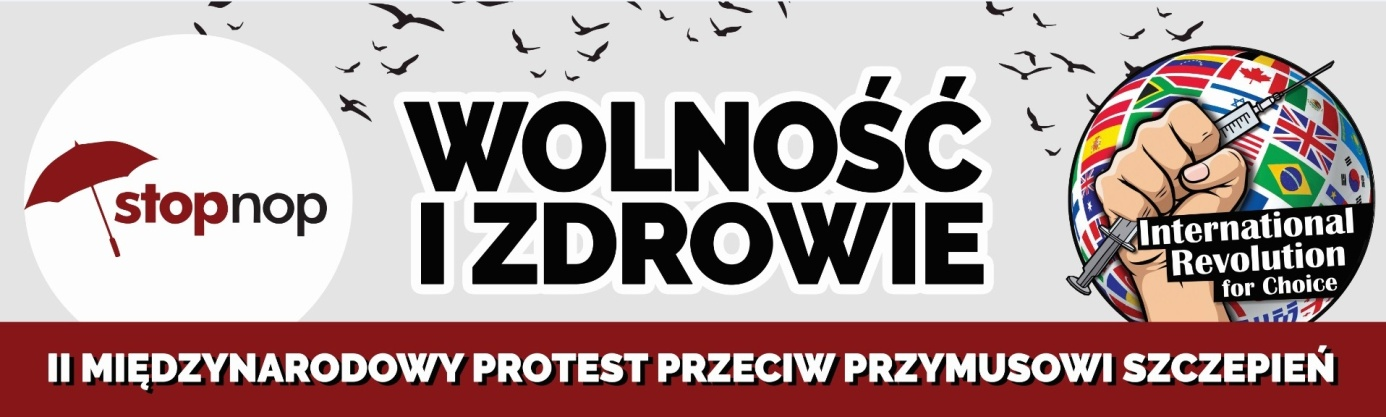 stopnop
WOLNOŚĆ
I ZDROWIE
International
Revolution
for Choice
II MIĘDZYNARODOWY PROTEST PRZECIW PRZYMUSOWI SZCZEPIEŃ